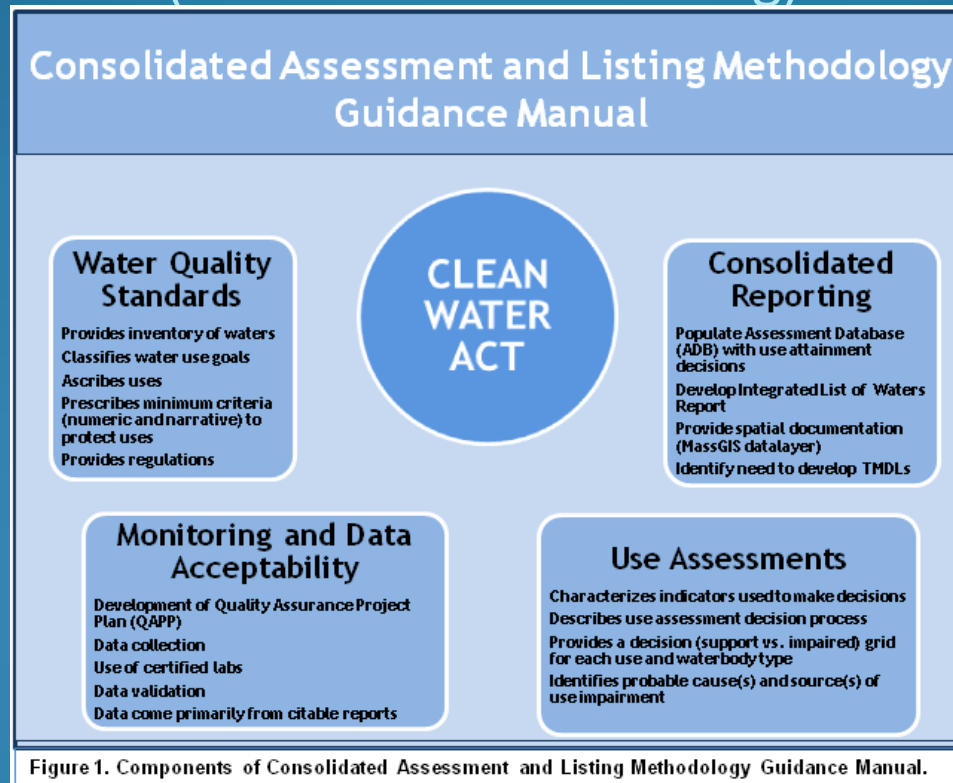 Consolidated Assessment and Listing Methodology
Guidance Manual
CLEAN
WATER
ACT
Water Quality
Standards
Provides inventory of waters
Classifies water use goals
Ascribes uses
Prescribes minimum criteria
(numeric and narrative) to
protect uses
Provides regulations
Consolidated
Reporting
Populate Assessment Database
(ADB) with use attainment
decisions
Develop Integrated List of Waters
Report
Provide spatial documentation
(MassGIS datalayer)
Identify need to develop TMDLs
Monitoring and Data
Acceptability
Development of Quality Assurance Project
Plan (QAPP)
Data collection
Use of certified labs
Data validation
Data come primarily from citable reports
Use Assessments
Characterizes indicators used to make decisions
Describes use assessment decision process
Provides a decision (support vs. impaired) grid
for each use and waterbody type
Identifies probable cause(s) and source(s) of
use impairment
Figure 1. Components of Consolidated Assessment and Listing Methodology Guidance Manual.